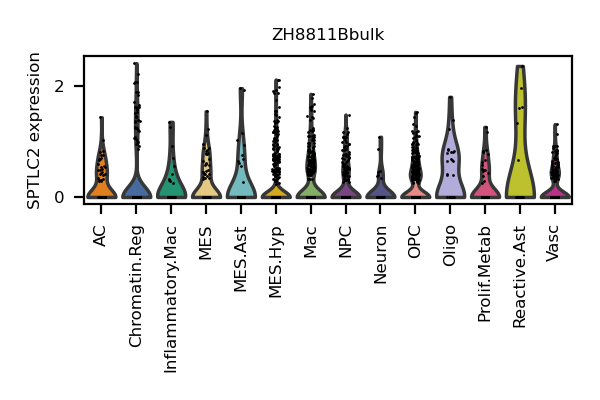 ZH8811Bbulk
SPTLC2 expression
2
0
AC
Chromatin.Reg
Inflammatory.Mac
MES
MES.Ast
MES.Hyp
Mac
NPC
Neuron
OPC
Oligo
Prolif.Metab
Reactive.Ast
Vasc